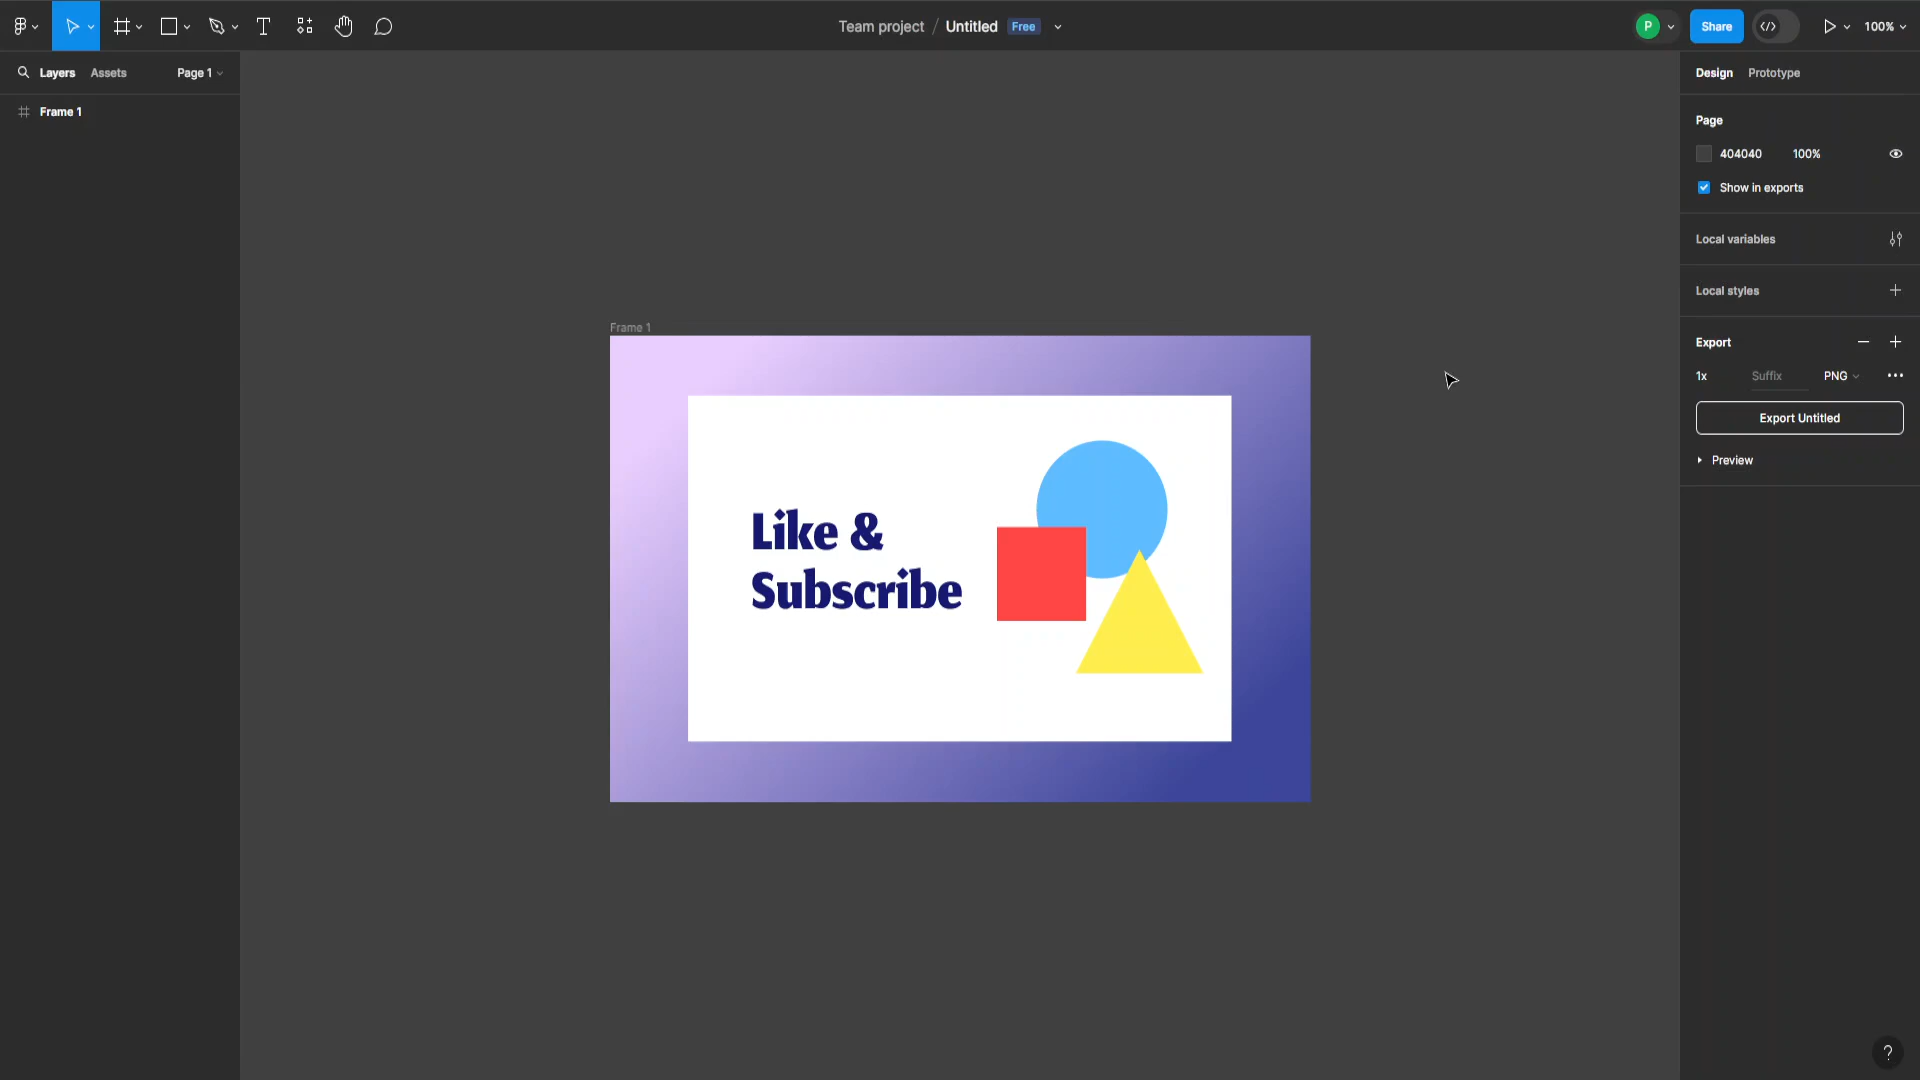 Team project / Untitled Free
P
Share
100%
Layers
Assets
Page 1
Frame 1
Frame 1
Like &
Subscribe
Design
Prototype
Page
404040
100%
Show in exports
Local variables
Local styles
Export
1x
Suffix
PNG
Export Untitled
Preview
?